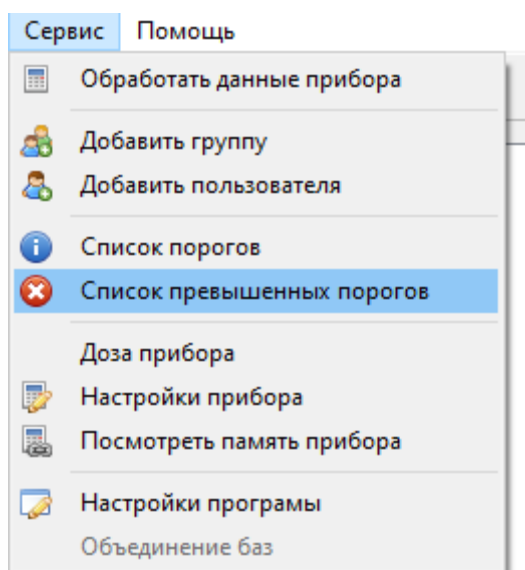 Сервис Помощь
Обработать данные прибора
Добавить группу
Добавить пользователя
Список порогов
Список превышенных порогов
Доза прибора
Настройки прибора
Посмотреть память прибора
Настройки програмы
Объединение баз